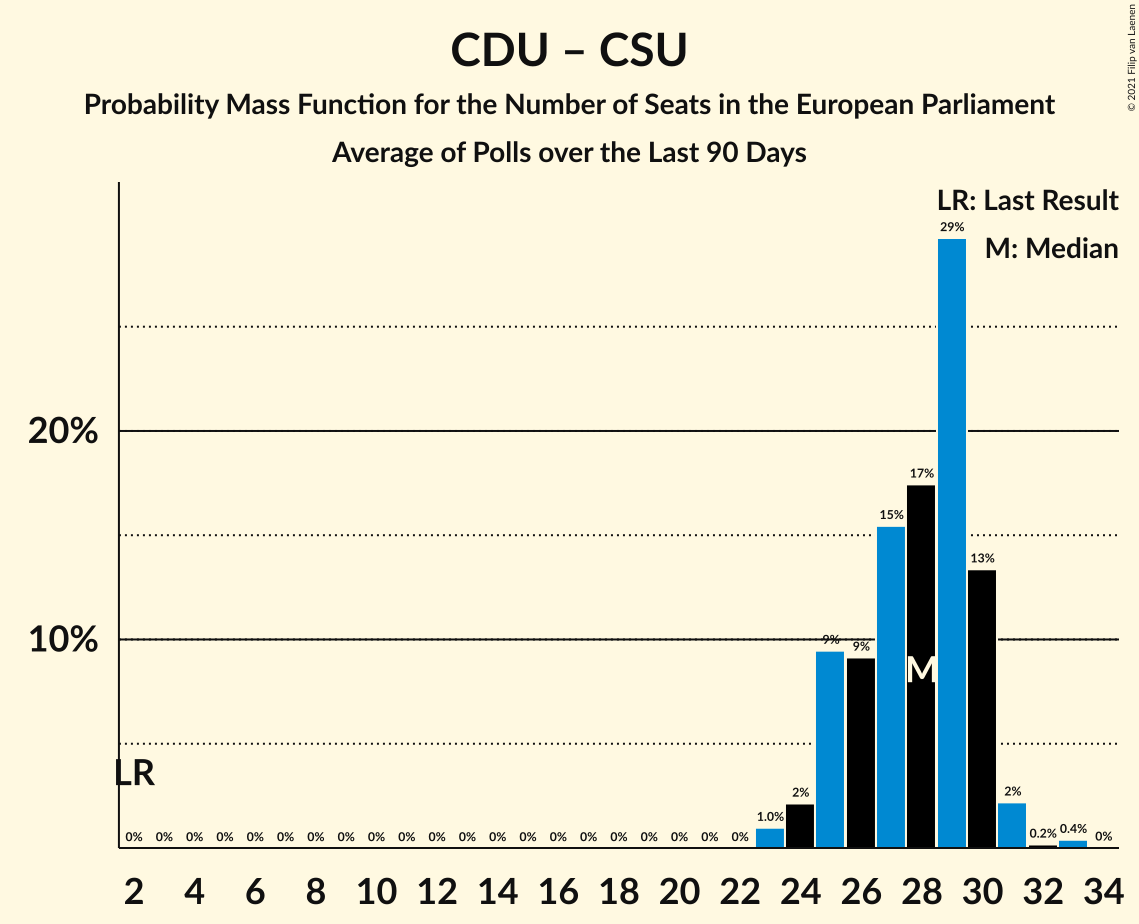 CDU – CSU
Probability Mass Function for the Number of Seats in the European Parliament
Average of Polls over the Last 90 Days
© 2021 Filip van Laenen
LR: Last Result
M: Median
29%
20%
17%
15%
13%
10%
9%
9%
M
LR
2%
2%
1.0%
0.2%
0.4%
0% 0% 0% 0% 0% 0% 0% 0% 0% 0% 0% 0% 0% 0% 0% 0% 0% 0% 0% 0% 0% 0%
2 4 6 8 10 12 14 16 18 20 22 24 26 28 30 32 34